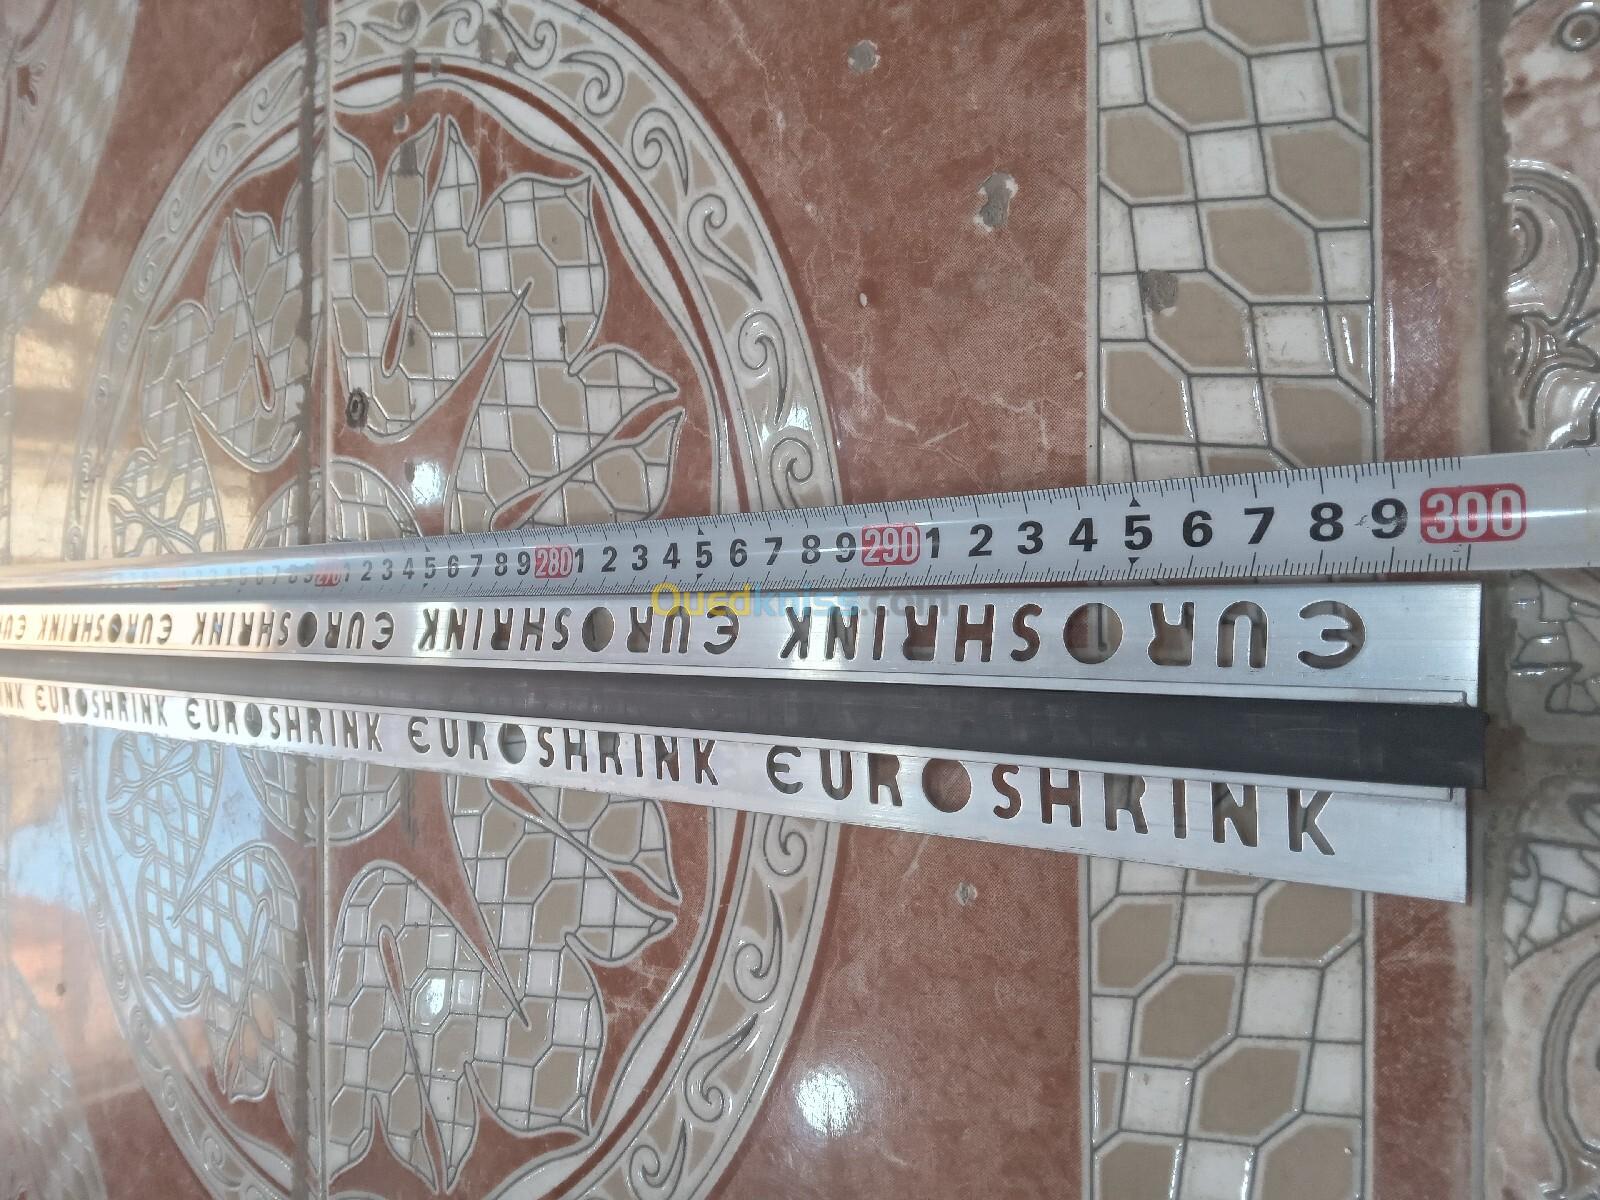 1 2 3 4 5 6 7 8 9 280 1 2 3 4 5 6 7 8 9 290 1 2 3 4 5 6 7 8 9 300
Ouedkniss.com
EUROSHRINK EUROSHRINK EUROSHRINK EUROSHRINK
EUROSHRINK EUROSHRINK EUROSHRINK EUROSHRINK